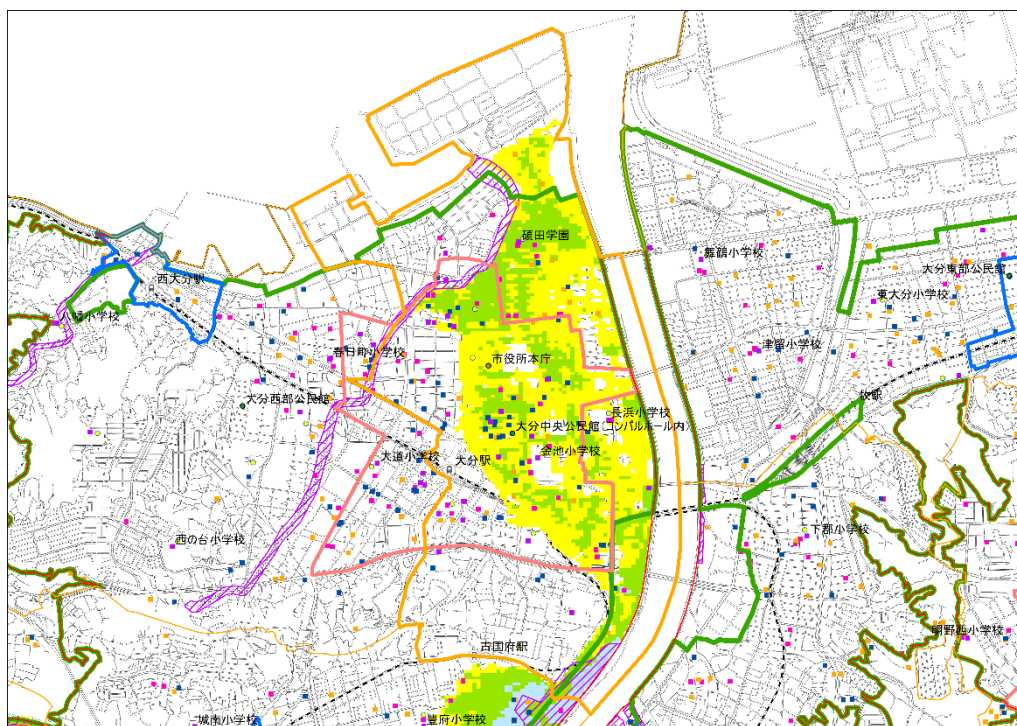 碩田学園
舞鶴小学校
大分東部公民館
西大分駅
東大分小学校
八幡小学校
津留小学校
春日町小学校
市役所本庁
大分西部公民館
牧駅
長浜小学校
大分中央公民館(コンパルホール内)
金池小学校
大道小学校
大分駅
下郡小学校
西の台小学校
明野西小学校
古国府駅
城南小学校
豊府小学校